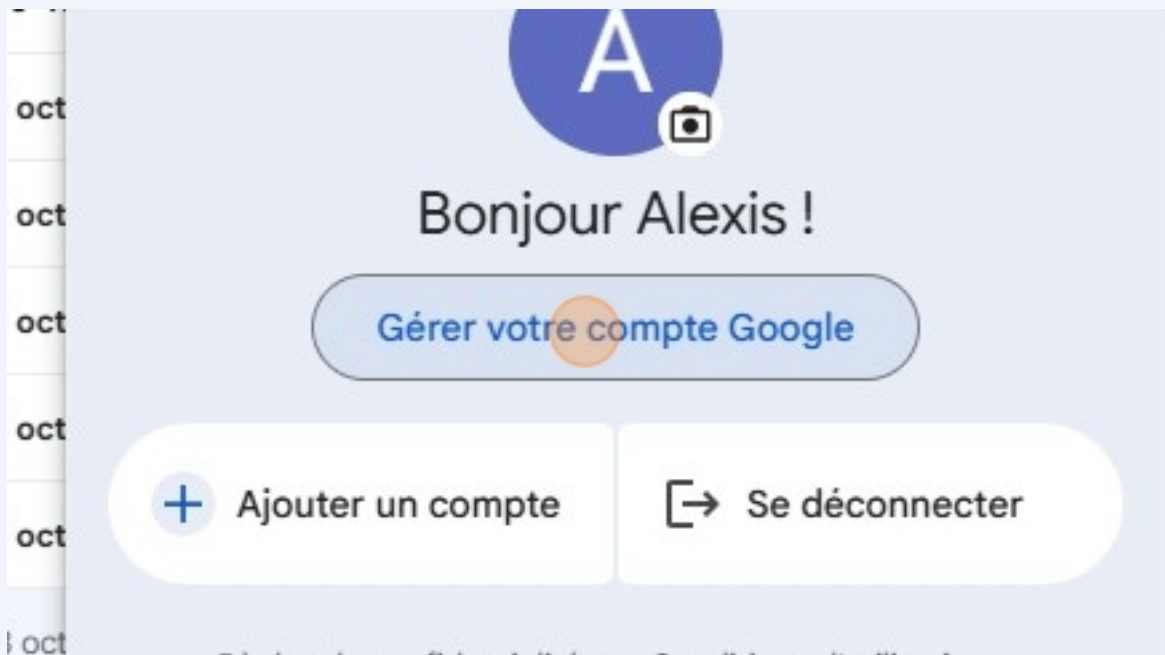 A
oct
oct
Bonjour Alexis !
oct
Gérer votre compte Google
oct
Ajouter un compte
Se déconnecter
oct
oct